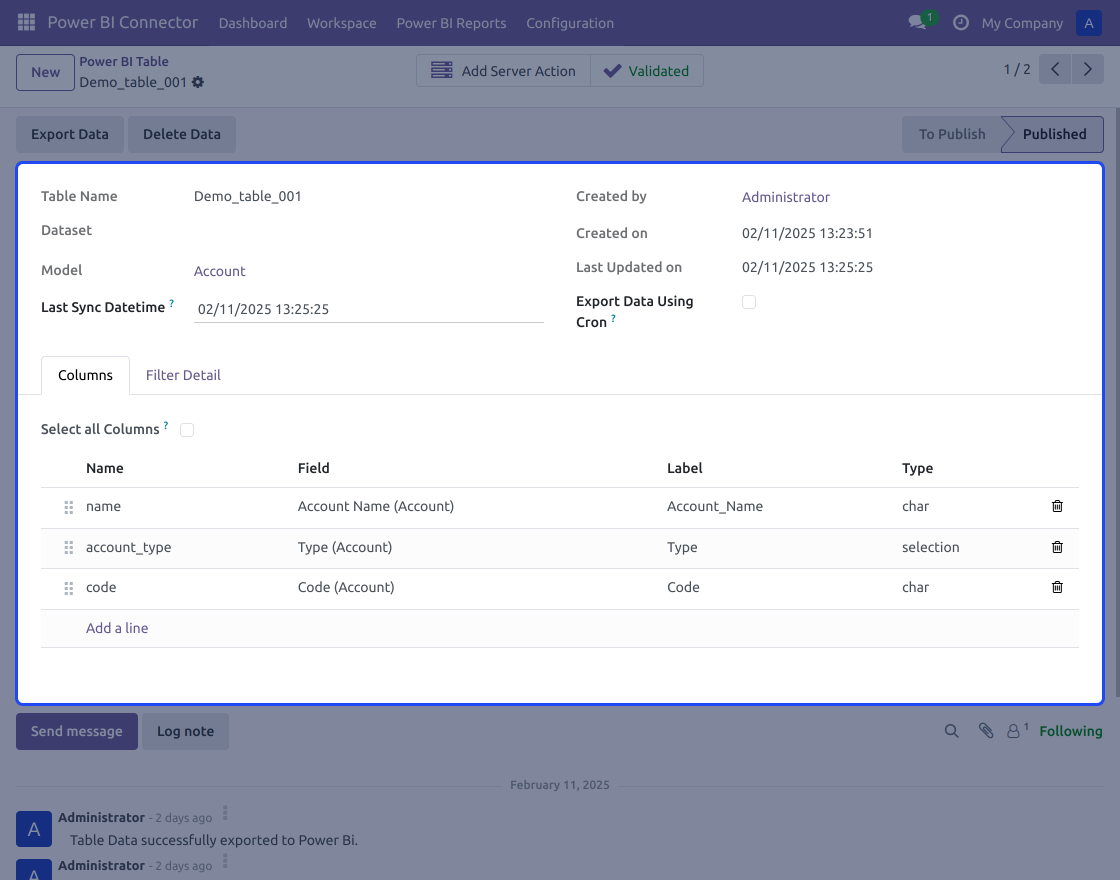 Power BI Connector Dashboard Workspace Power BI Reports Configuration 1 My Company A
New Power BI Table Add Server Action Validated 1 / 2
Demo_table_001
Export Data Delete Data To Publish Published
Table Name Demo_table_001 Created by Administrator
Dataset Created on 02/11/2025 13:23:51
Model Account Last Updated on 02/11/2025 13:25:25
Last Sync Datetime ? 02/11/2025 13:25:25 Export Data Using
Cron ?
Columns Filter Detail
Select all Columns ?
Name Field Label Type
name Account Name (Account) Account_Name char
account_type Type (Account) Type selection
code Code (Account) Code char
Add a line
Send message Log note 1 Following
February 11, 2025
A Administrator - 2 days ago
Table Data successfully exported to Power Bi.
A Administrator - 2 days ago